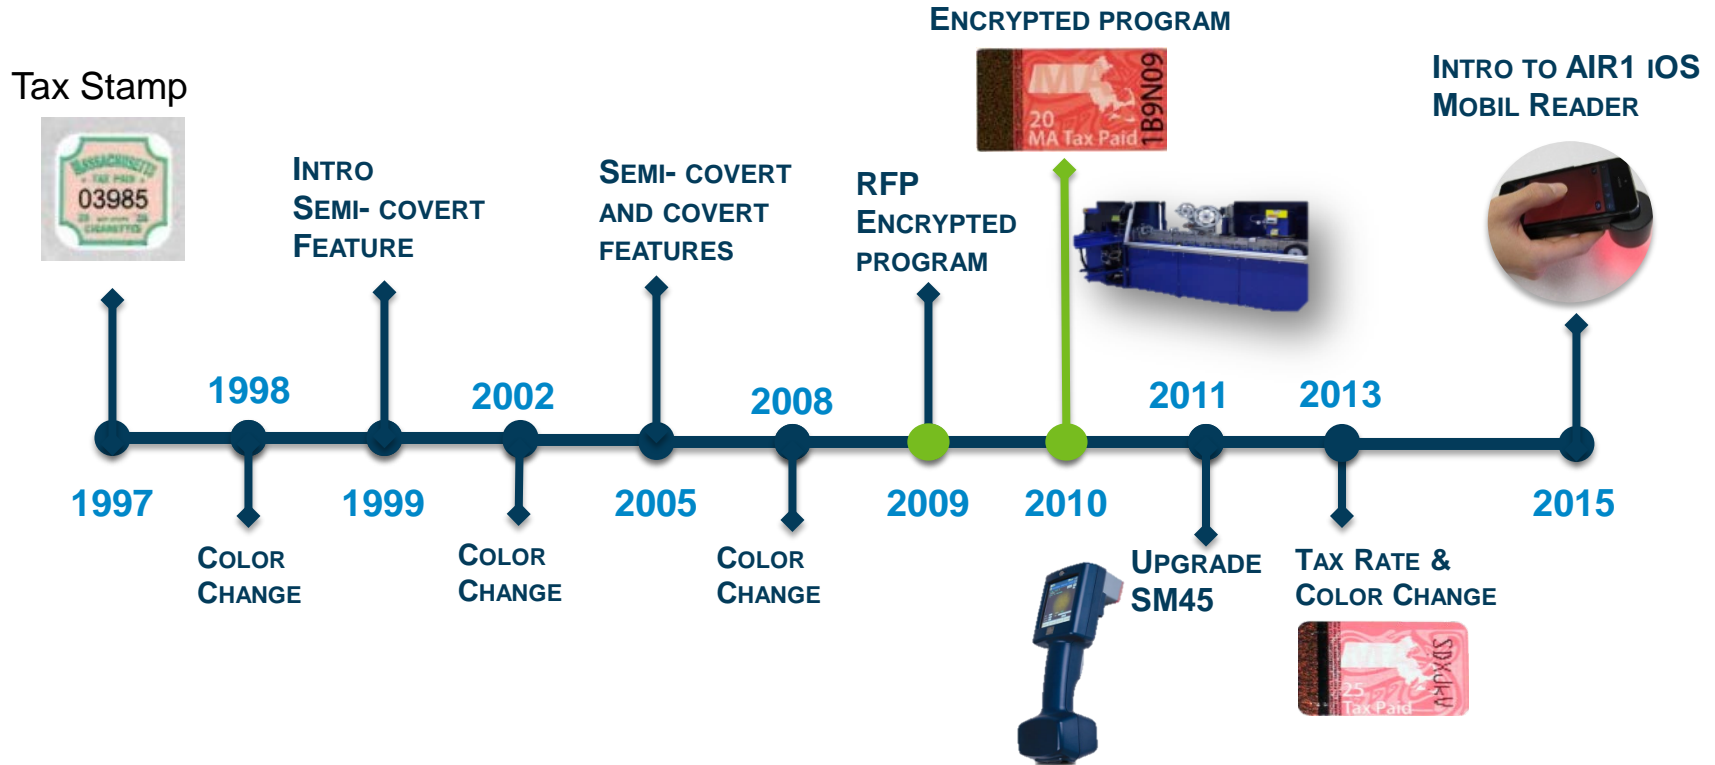 ENCRYPTED PROGRAM
INTRO TO AIR1 iOS
MOBIL READER
Tax Stamp
MASSACHUSETTS
TAX PAID
03985
CIGARETTES
MA
20
MA Tax Paid
1B9N09
INTRO
SEMI- COVERT
FEATURE
SEMI- COVERT
AND COVERT
FEATURES
RFP
ENCRYPTED
PROGRAM
1998
2002
2008
2011
2013
1997
1999
2005
2009
2010
2015
COLOR
CHANGE
COLOR
CHANGE
COLOR
CHANGE
UPGRADE
SM45
TAX RATE &
COLOR CHANGE
MA
25
Tax Paid